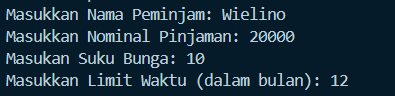 Masukkan Nama Peminjam: Wielino
Masukkan Nominal Pinjaman: 20000
Masukan Suku Bunga: 10
Masukkan Limit Waktu (dalam bulan): 12